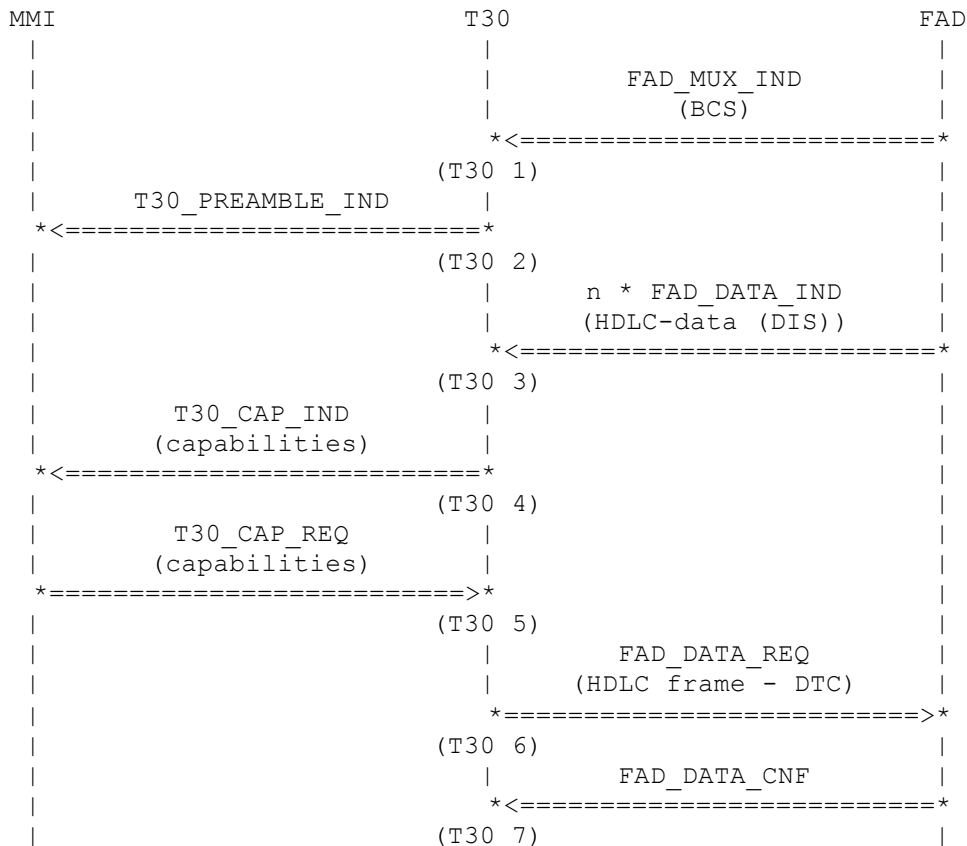 MMI                         T30                          FAD
 |                           |                            |
 |                           |        FAD_MUX_IND         |
 |                           |           (BCS)            |
 |                           *<==========================*
 |                        (T30 1)                         |
 |      T30_PREAMBLE_IND     |                            |
 *<==========================*                            |
 |                        (T30 2)                         |
 |                           |     n * FAD_DATA_IND       |
 |                           |     (HDLC-data (DIS))      |
 |                           *<==========================*
 |                        (T30 3)                         |
 |        T30_CAP_IND        |                            |
 |       (capabilities)      |                            |
 *<==========================*                            |
 |                        (T30 4)                         |
 |        T30_CAP_REQ        |                            |
 |       (capabilities)      |                            |
 *==========================>*                            |
 |                        (T30 5)                         |
 |                           |       FAD_DATA_REQ         |
 |                           |    (HDLC frame - DTC)      |
 |                           *==========================>*
 |                        (T30 6)                         |
 |                           |       FAD_DATA_CNF         |
 |                           *<==========================*
 |                        (T30 7)                         |